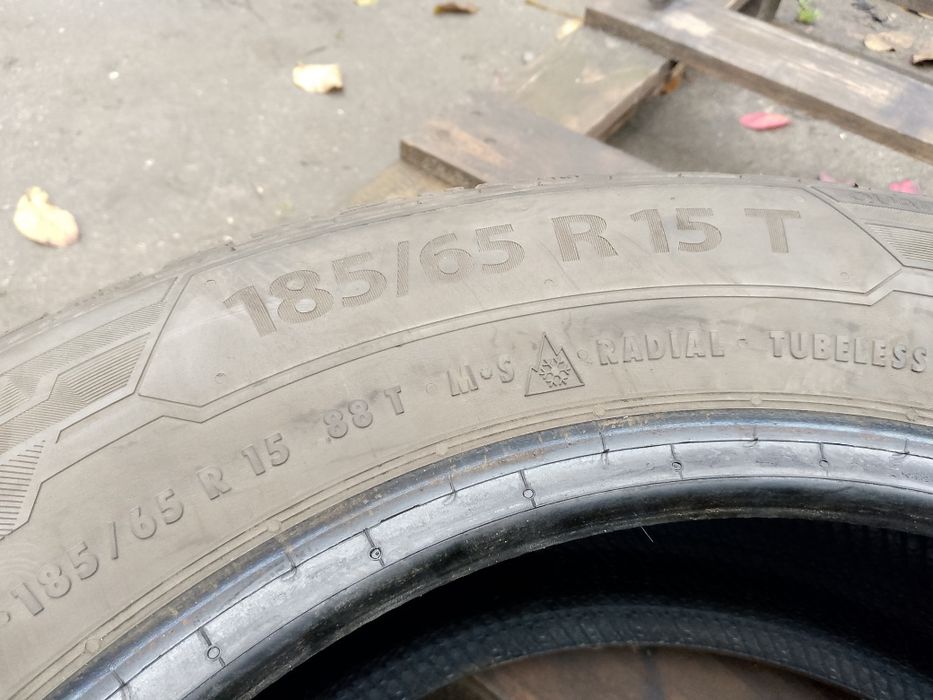 185/65 R 15 T
185/65 R 15 88 T M•S RADIAL · TUBELESS